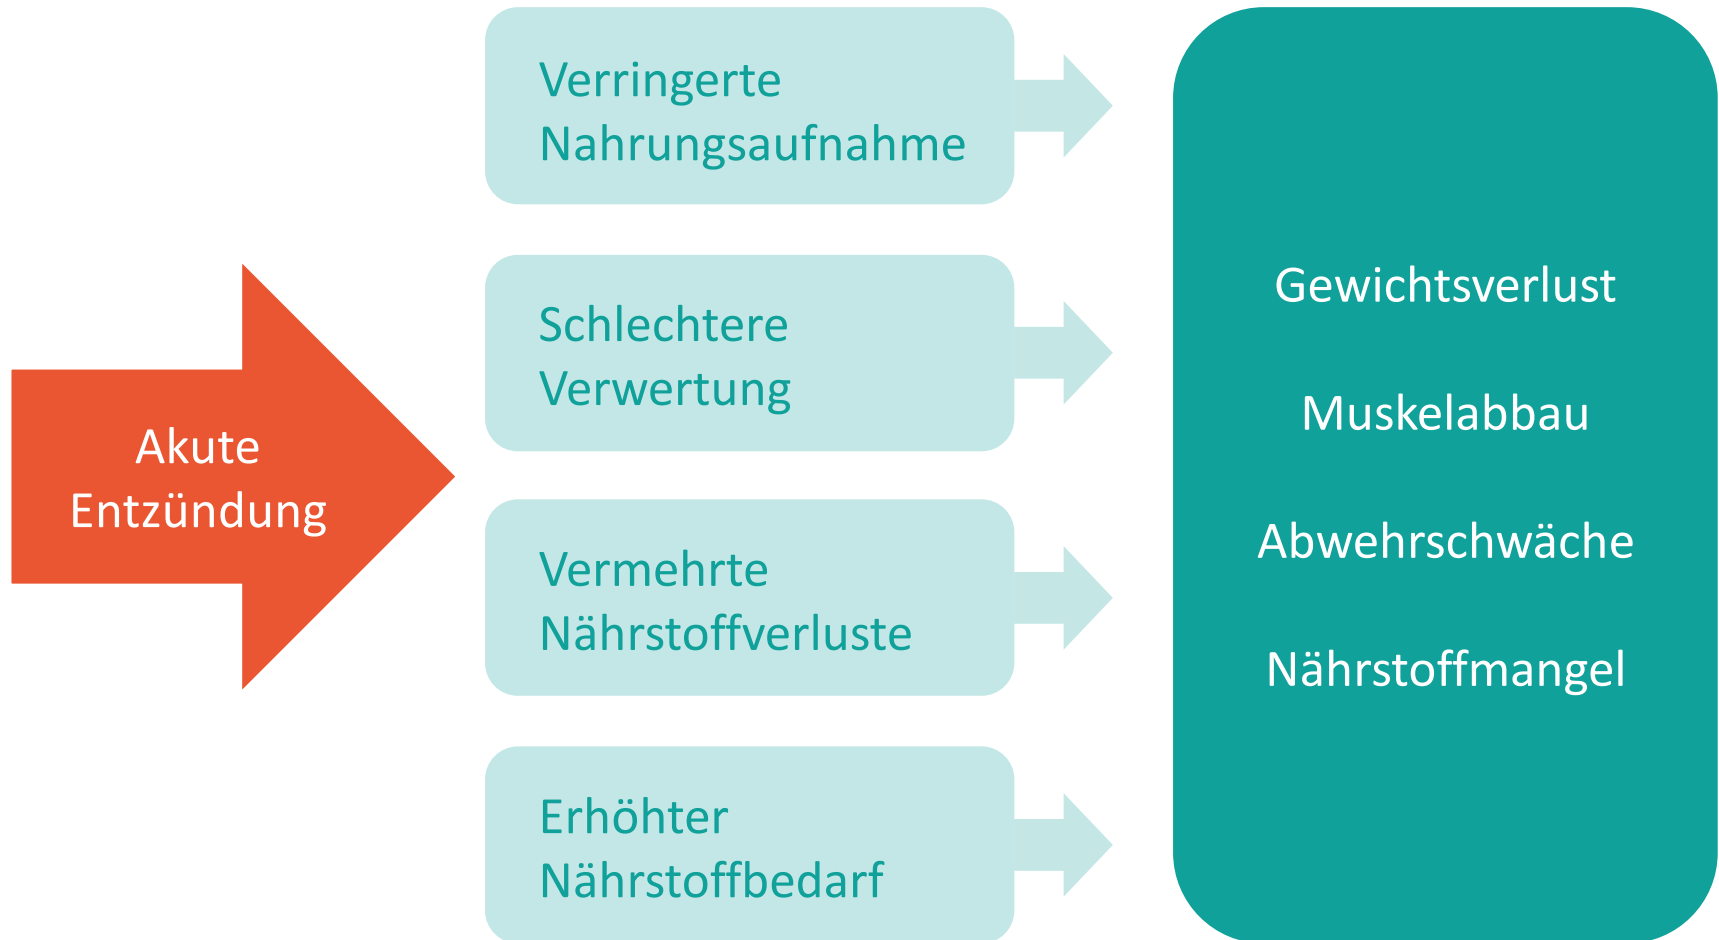 Akute
Entzündung
Verringerte
Nahrungsaufnahme
Schlechtere
Verwertung
Vermehrte
Nährstoffverluste
Erhöhter
Nährstoffbedarf
Gewichtsverlust
Muskelabbau
Abwehrschwäche
Nährstoffmangel